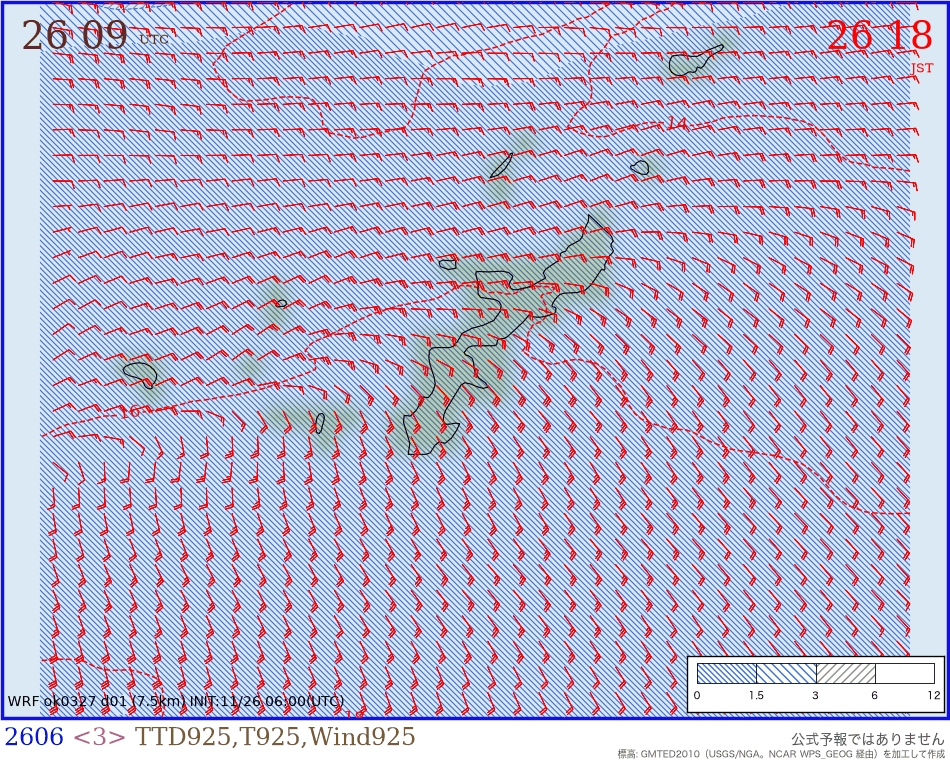 26 09 UTC
26 18
JST
14
16
WRF ok0327 d01 (7.5km) INIT:11/26 06:00(UTC)
0 1.5 3 6 12
2606 <3> TTD925,T925,Wind925
公式予報ではありません
標高: GMTED2010（USGS/NGA。NCAR WPS_GEOG 経由）を加工して作成